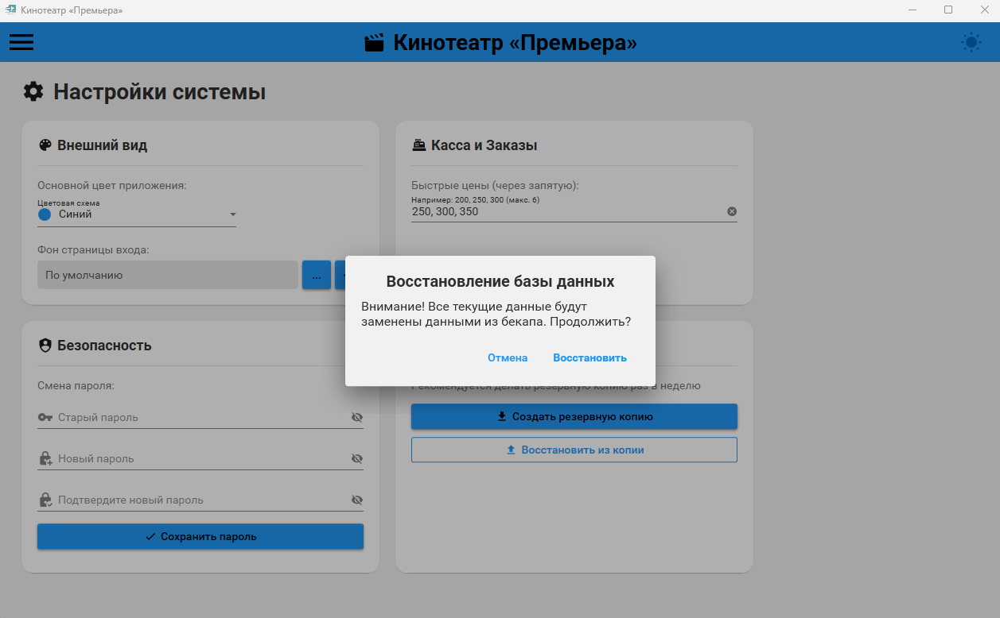 Кинотеатр «Премьера»
Кинотеатр «Премьера»
Настройки системы
Внешний вид
Основной цвет приложения:
Цветовая схема
Синий
Фон страницы входа:
По умолчанию
...
Касса и Заказы
Быстрые цены (через запятую):
Например: 200, 250, 300 (макс. 6)
250, 300, 350
Восстановление базы данных
Внимание! Все текущие данные будут
заменены данными из бекапа. Продолжить?
Отмена
Восстановить
Безопасность
Смена пароля:
Старый пароль
Новый пароль
Подтвердите новый пароль
Сохранить пароль
Рекомендуется делать резервную копию раз в неделю
Создать резервную копию
Восстановить из копии